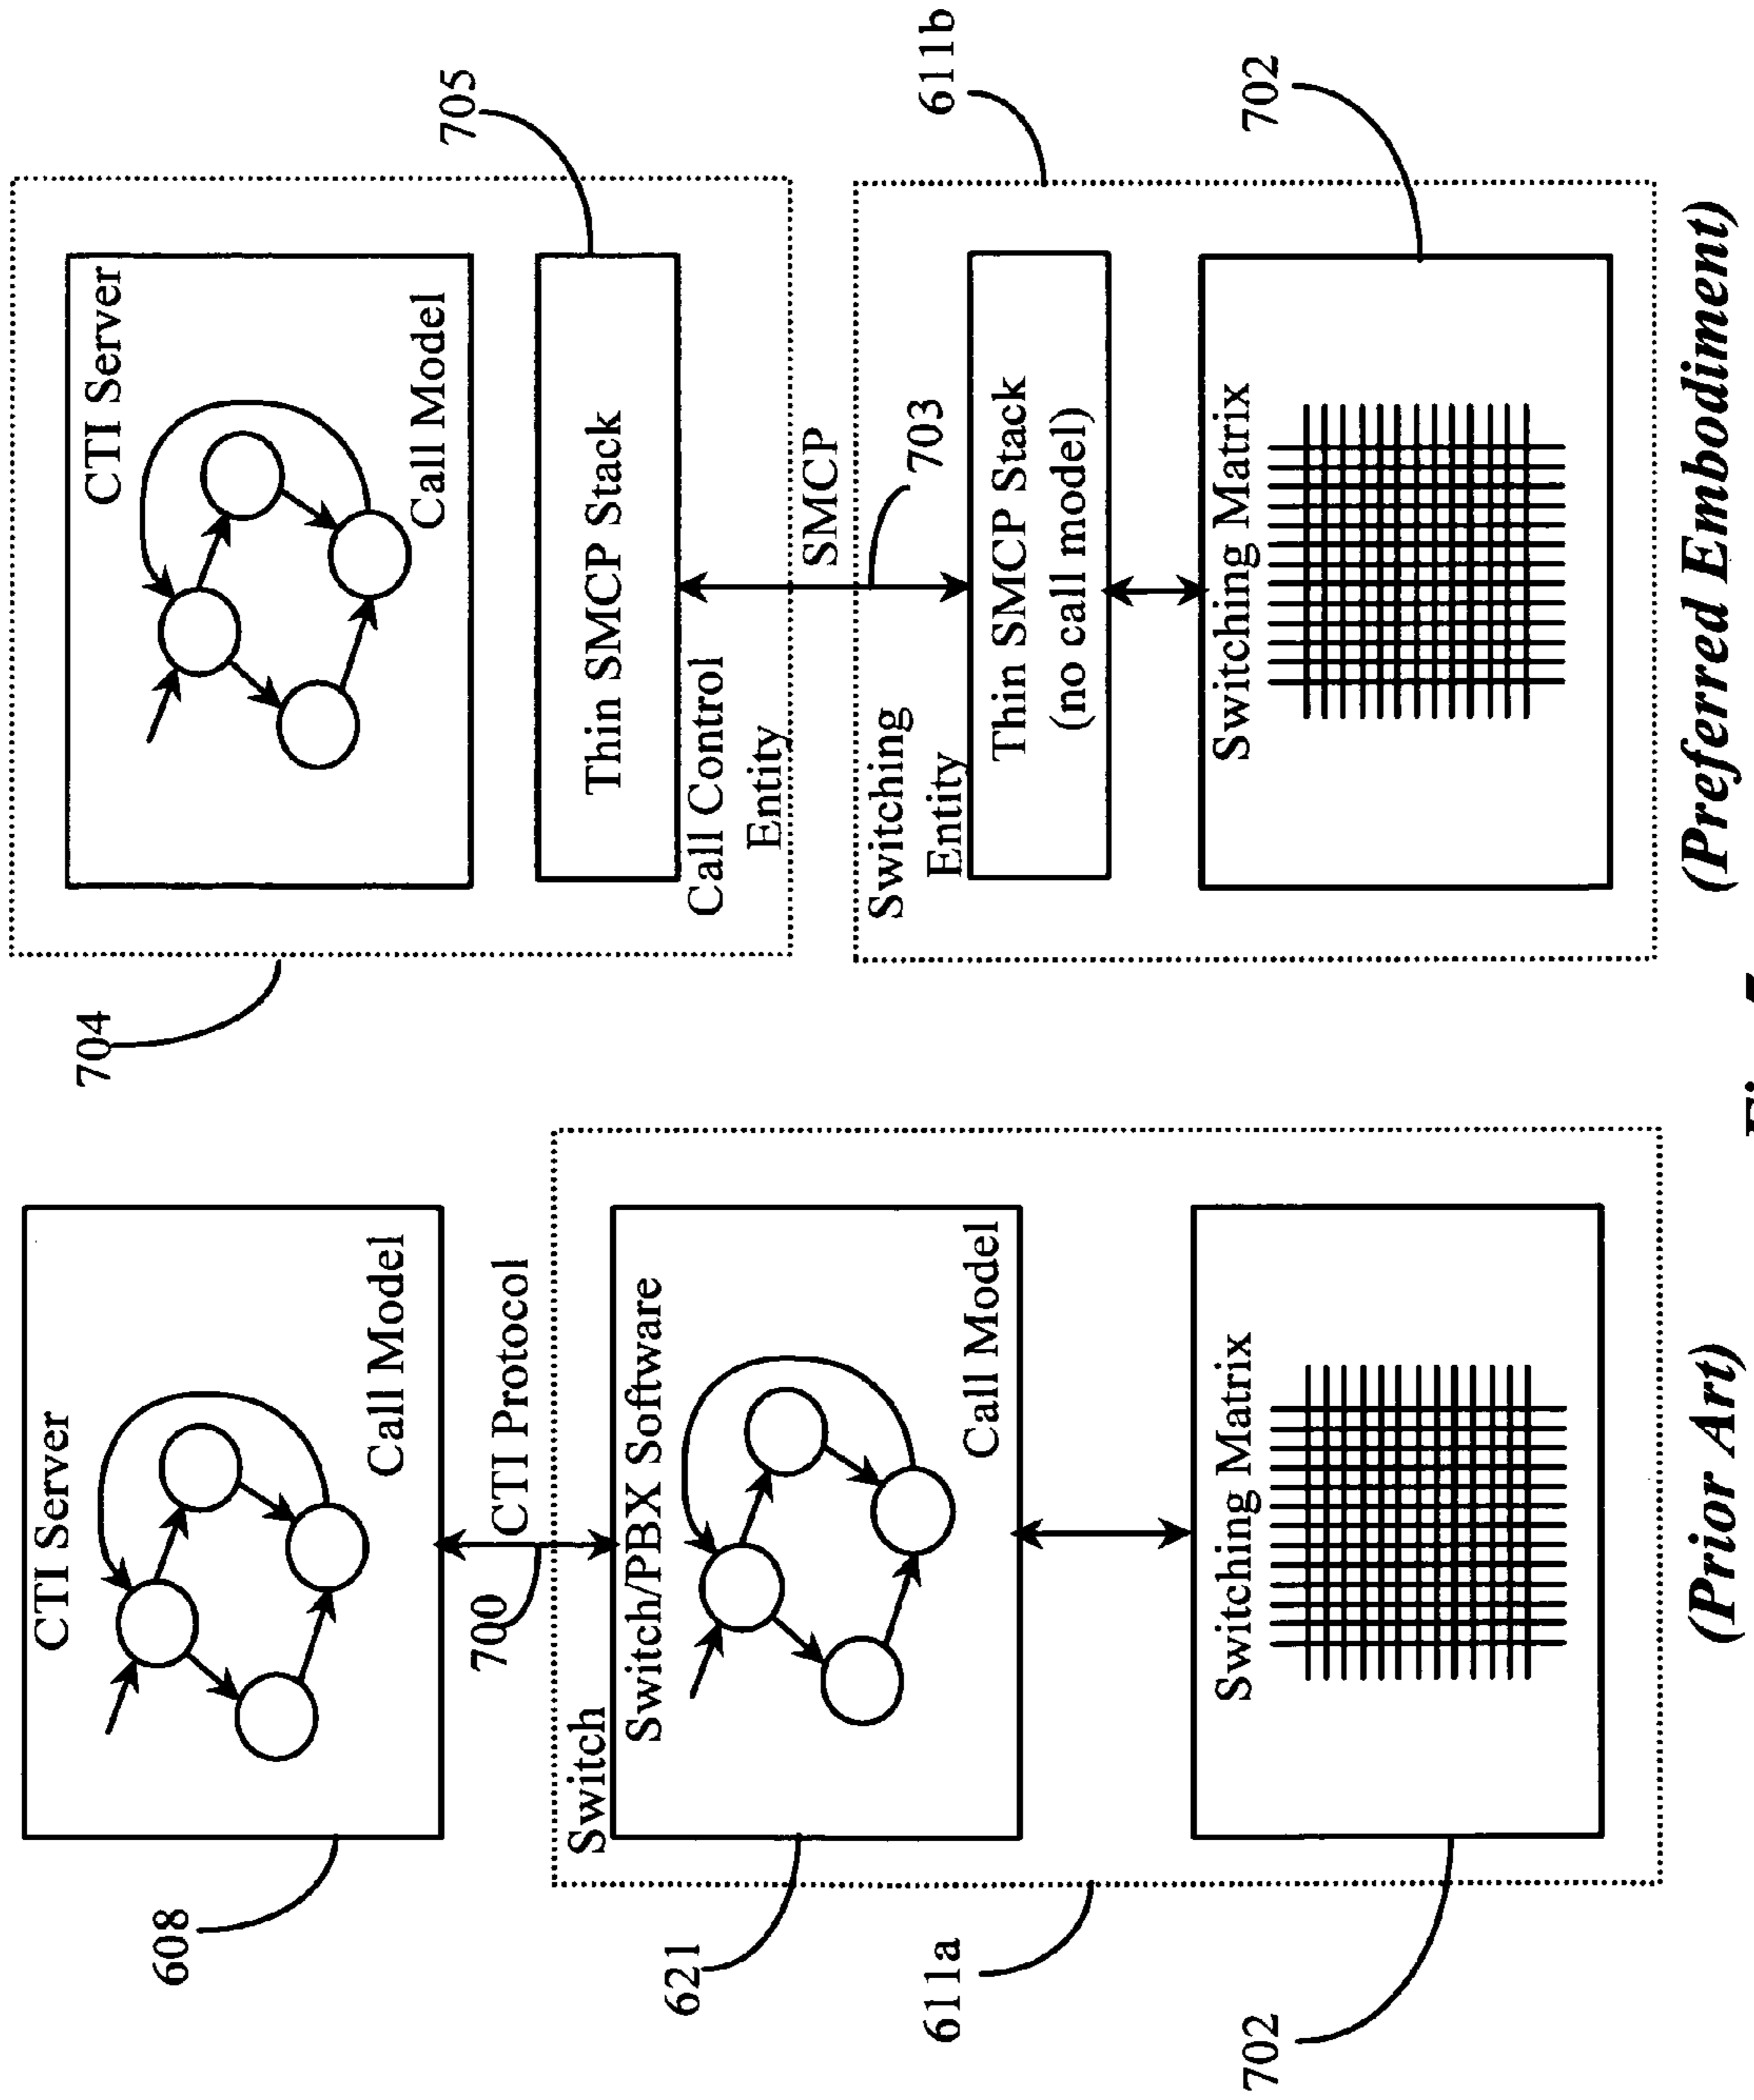 608
CTI Server
Call Model
700
CTI Protocol
Switch
621
Switch/PBX Software
Call Model
611a
702
Switching Matrix
(Prior Art)
704
CTI Server
Call Model
705
Thin SMCP Stack
Call Control
Entity
SMCP
703
611b
Switching
Entity
Thin SMCP Stack
(no call model)
702
Switching Matrix
(Preferred Embodiment)